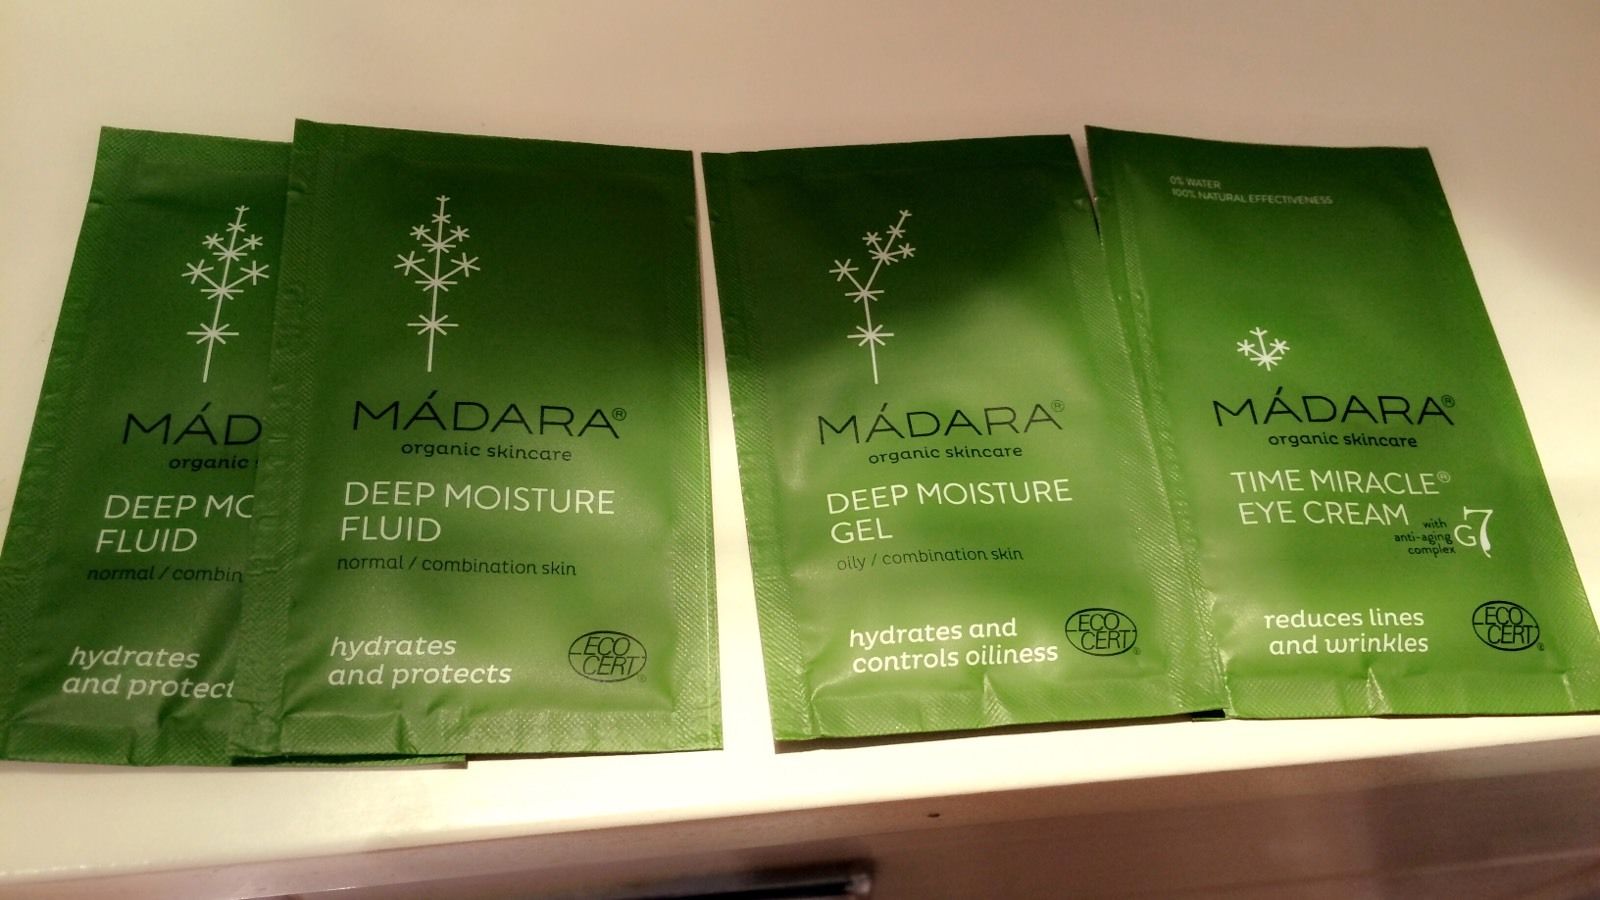 MÁD
organic
DEEP MO
FLUID
normal / combin
hydrates
and protect
MÁDARA®
organic skincare
DEEP MOISTURE
FLUID
normal / combination skin
hydrates
and protects
ECO
CERT®
MÁDARA®
organic skincare
DEEP MOISTURE
GEL
oily / combination skin
hydrates and
controls oiliness
ECO
CERT®
0% WATER
100% NATURAL EFFECTIVENESS
MÁDARA®
organic skincare
TIME MIRACLE®
EYE CREAM
with
anti-aging
complex
G7
reduces lines
and wrinkles
ECO
CERT®